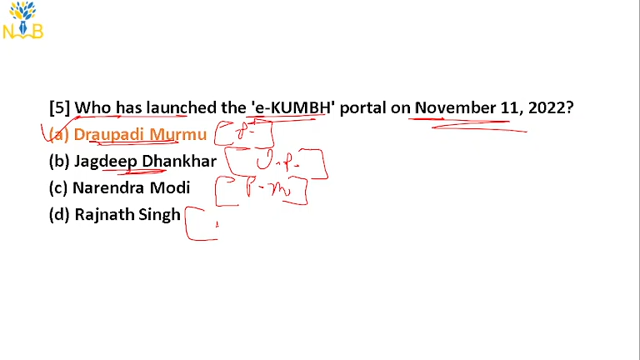 N B
[5] Who has launched the 'e-KUMBH' portal on November 11, 2022?
(a) Draupadi Murmu [P.]
(b) Jagdeep Dhankhar [V.P.]
(c) Narendra Modi [P-M]
(d) Rajnath Singh [